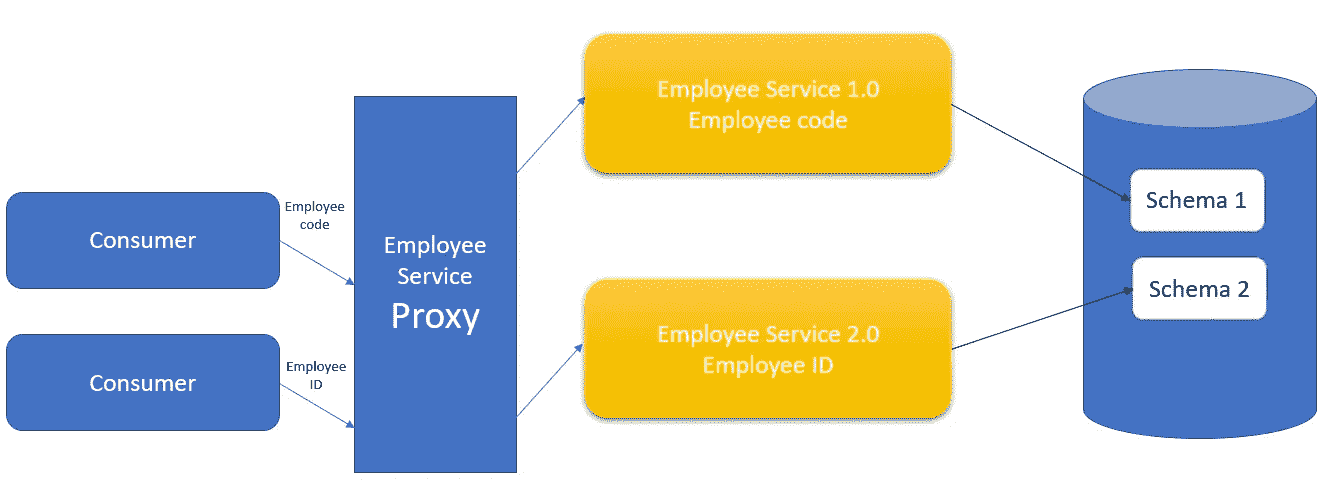 Consumer
Employee
code
Consumer
Employee
ID
Employee
Service
Proxy
Employee Service 1.0
Employee code
Employee Service 2.0
Employee ID
Schema 1
Schema 2